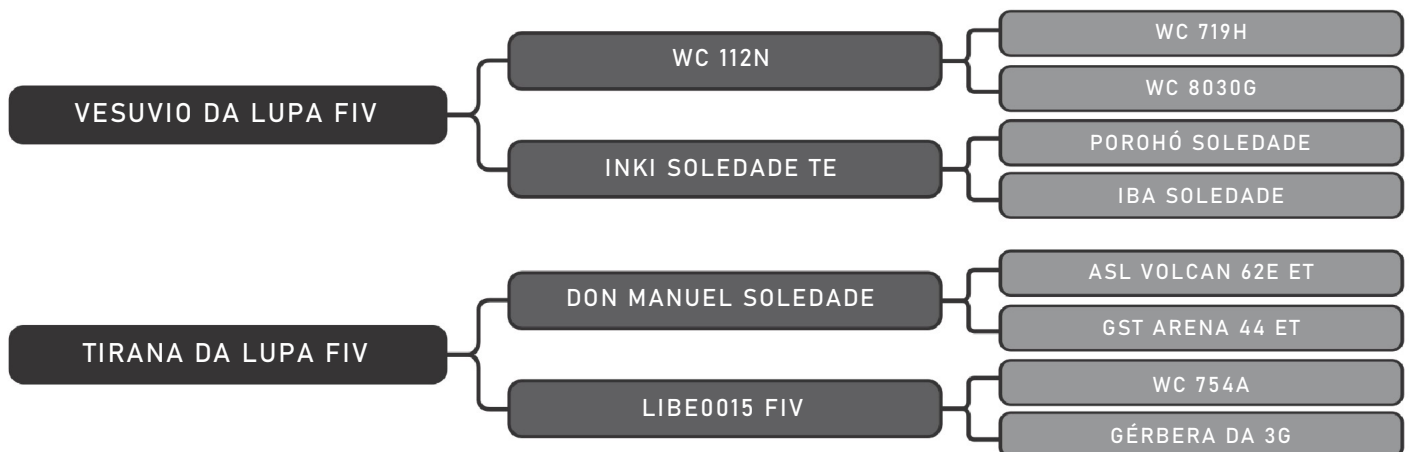 WC 719H
WC 112N
WC 8030G
VESUVIO DA LUPA FIV
POROHÓ SOLEDADE
INKI SOLEDADE TE
IBA SOLEDADE
ASL VOLCAN 62E ET
DON MANUEL SOLEDADE
GST ARENA 44 ET
TIRANA DA LUPA FIV
WC 754A
LIBE0015 FIV
GÉRBERA DA 3G